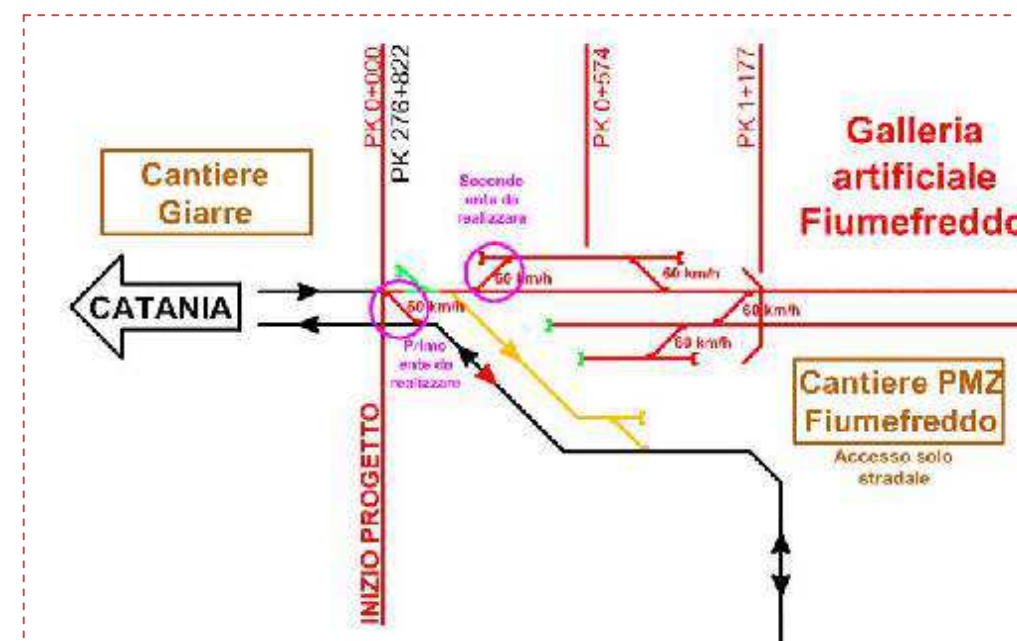 PK 0+000
PK 276+822
PK 0+574
PK 1+177
Cantiere
Giarre
Galleria
artificiale
Fiumefreddo
Secondo
ente da
realizzare
60 km/h
60 km/h
CATANIA
60 km/h
60 km/h
60 km/h
Primo
ente da
realizzare
Cantiere PMZ
Fiumefreddo
Accesso solo
stradale
INIZIO PROGETTO